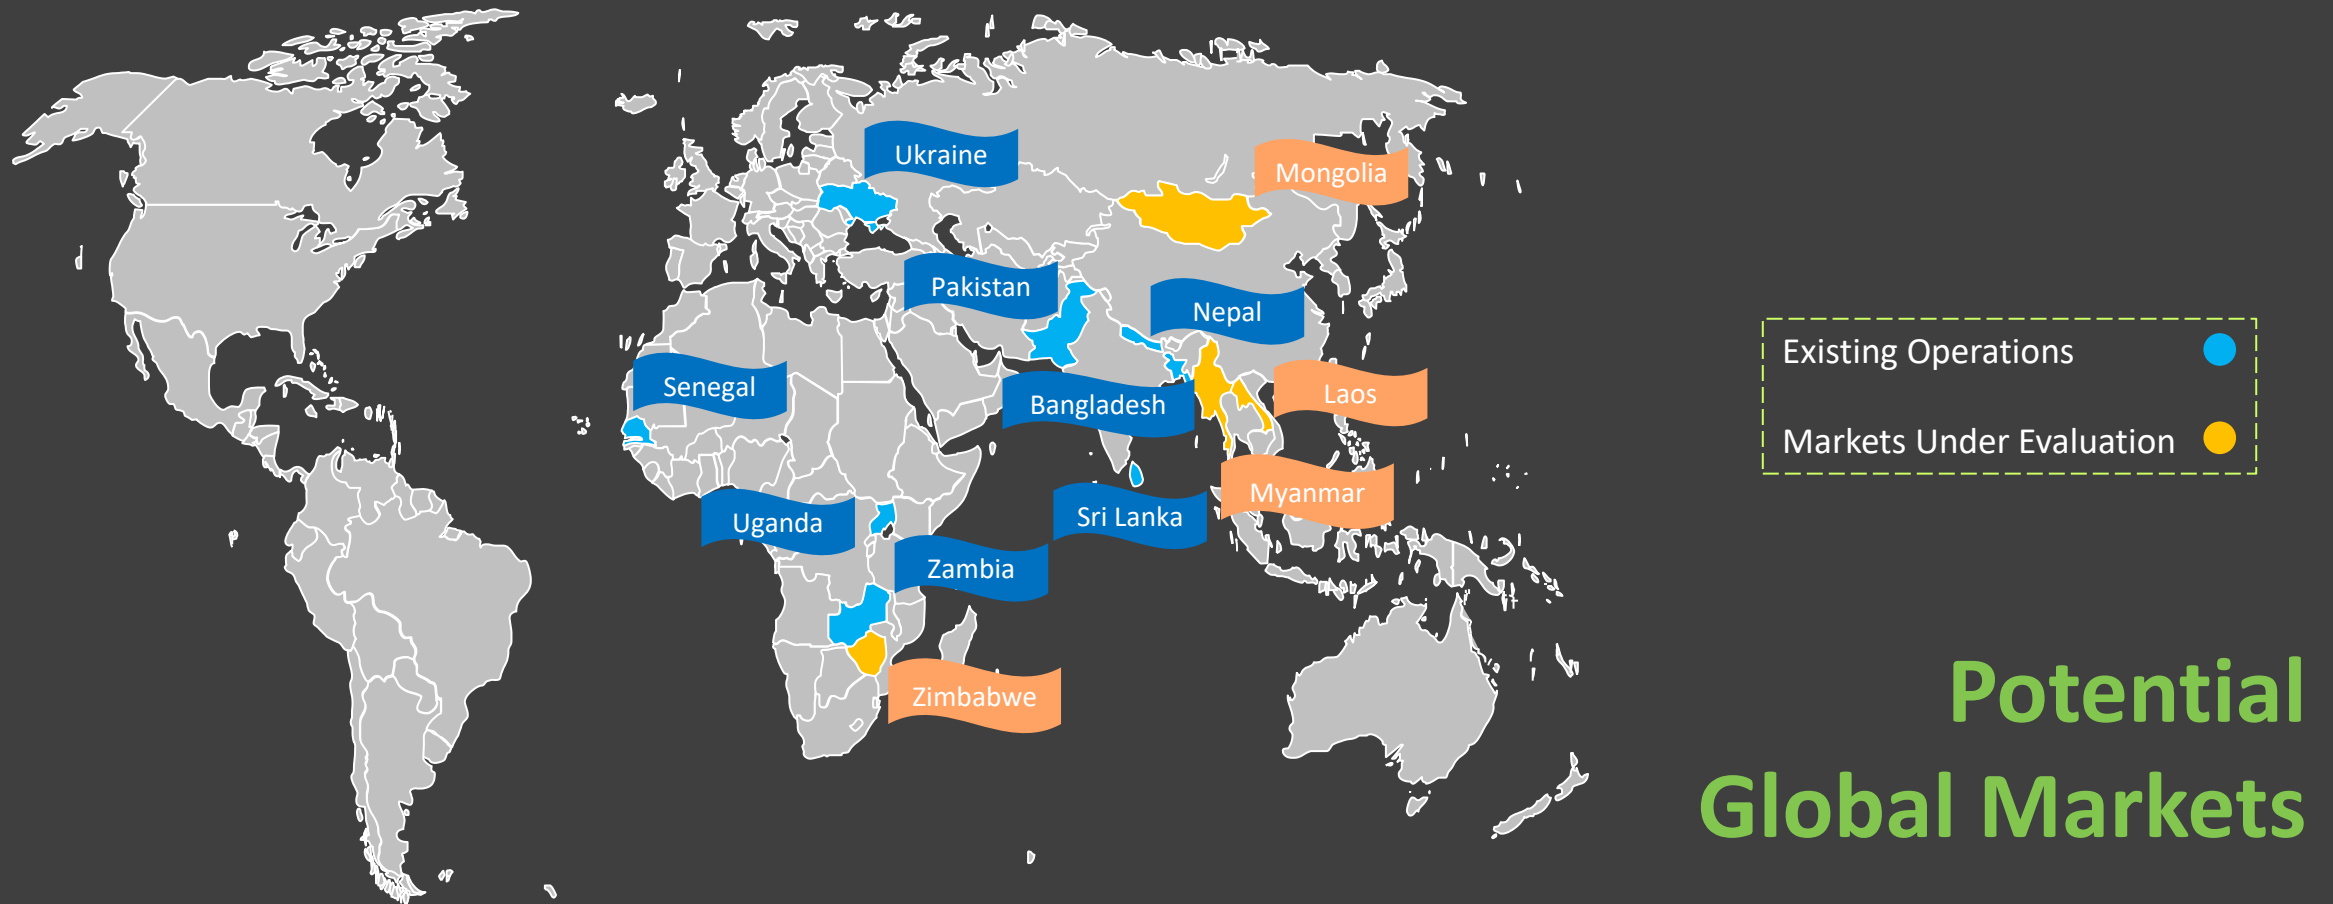 Ukraine
Mongolia
Pakistan
Nepal
Senegal
Bangladesh
Laos
Myanmar
Uganda
Sri Lanka
Zambia
Zimbabwe
Existing Operations
Markets Under Evaluation
Potential
Global Markets